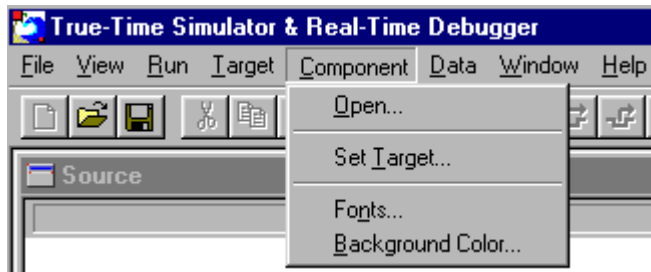 True-Time Simulator & Real-Time Debugger
File View Run Target Component Data Window Help
Open...
Set Target...
Source
Fonts...
Background Color...